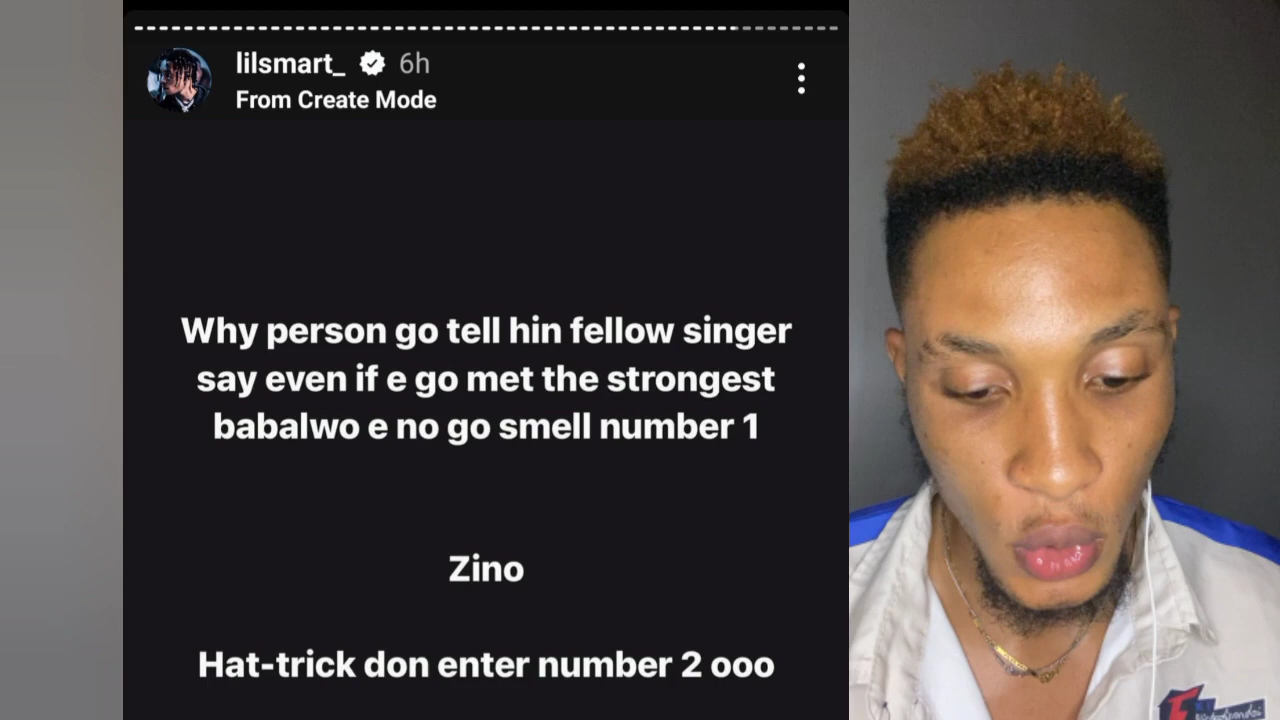 lilsmart_ 6h
From Create Mode
Why person go tell hin fellow singer
say even if e go met the strongest
babalwo e no go smell number 1
Zino
Hat-trick don enter number 2 ooo